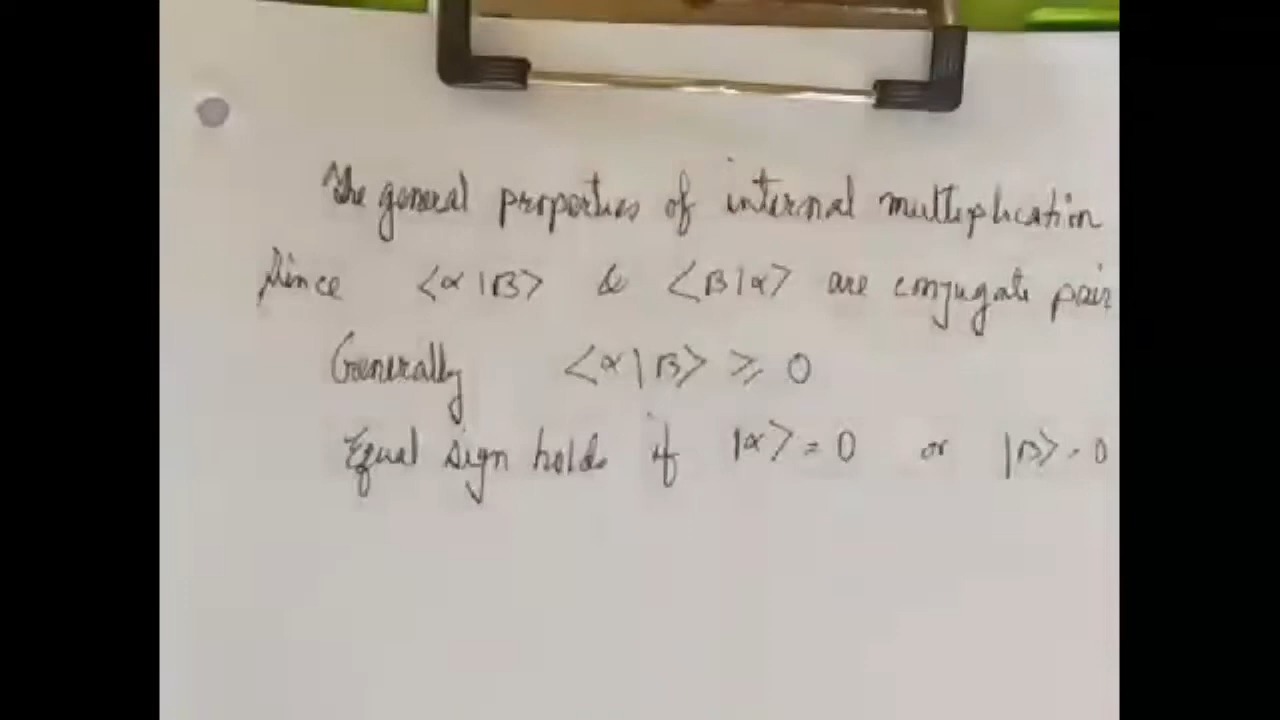 The general properties of internal multiplication
Since <α|β> & <β|α> are conjugate pair
Generally <α|β> ⩾ 0
Equal sign holds if |α> = 0 or |β> = 0